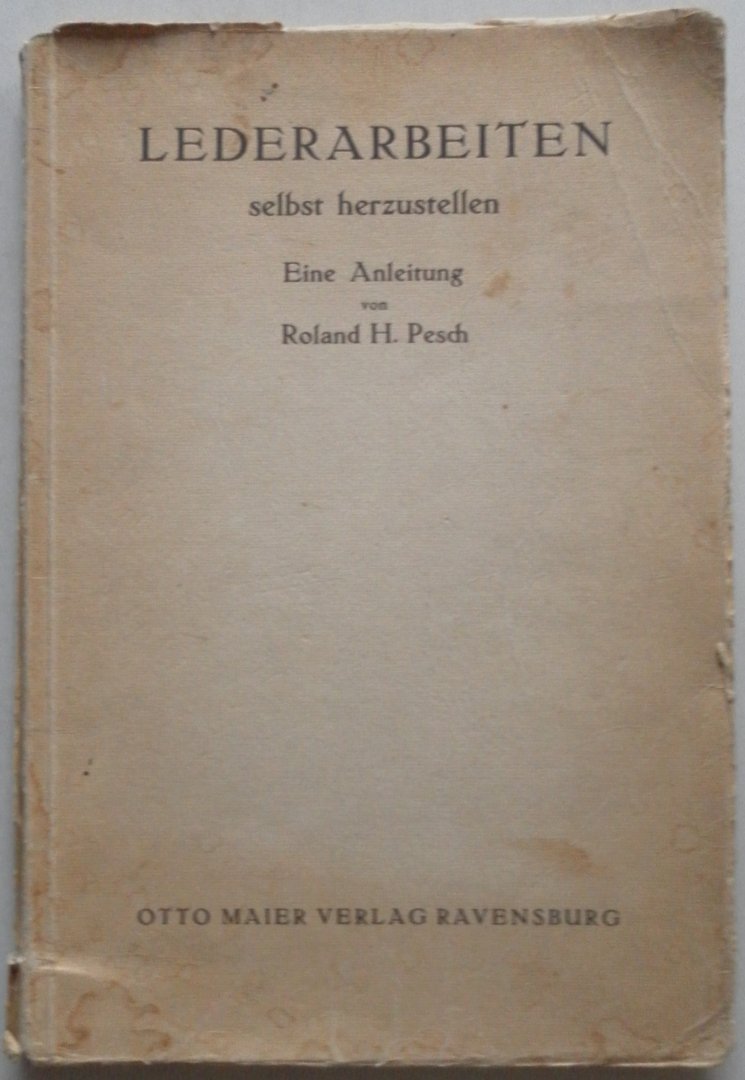 LEDERARBEITEN
selbst herzustellen
Eine Anleitung
von
Roland H. Pesch
OTTO MAIER VERLAG RAVENSBURG